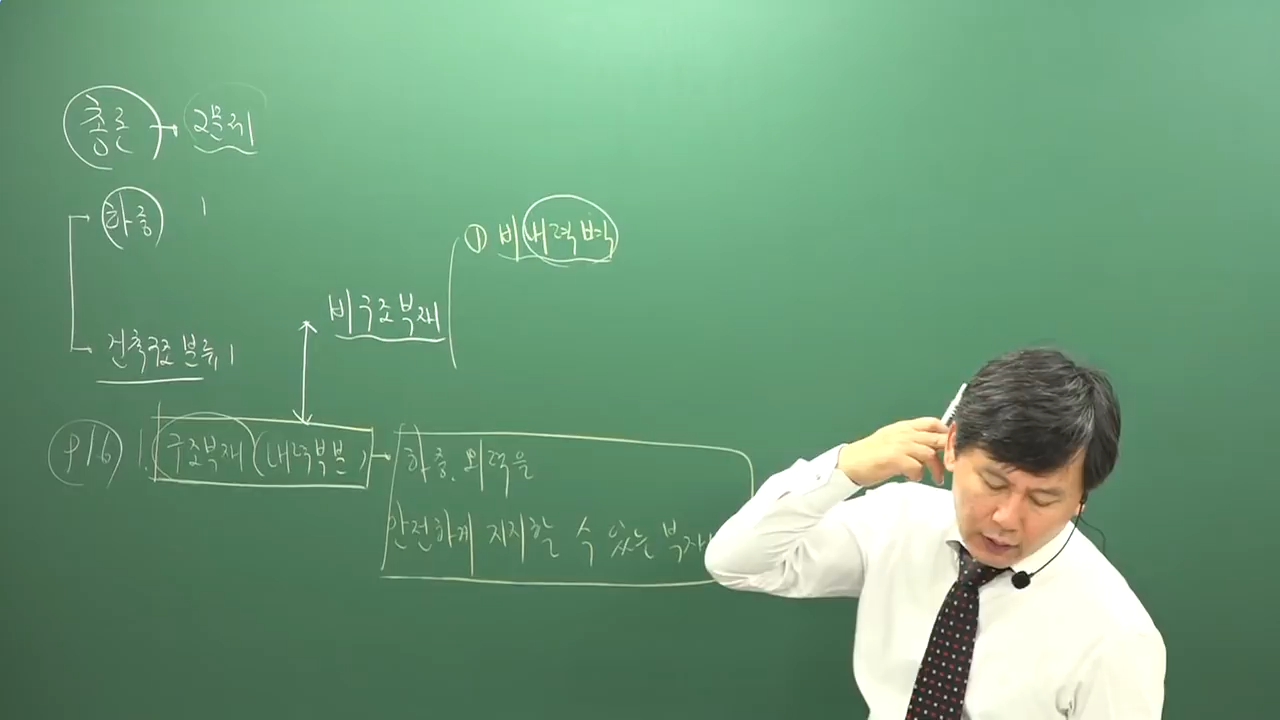 총론 → 2문제
하중 1
① 비내력벽
비구조부재
건축구조 분류 1
P16) 1. 구조부재(내력부분)
하중, 외력을
안전하게 지지할 수 있는 부재